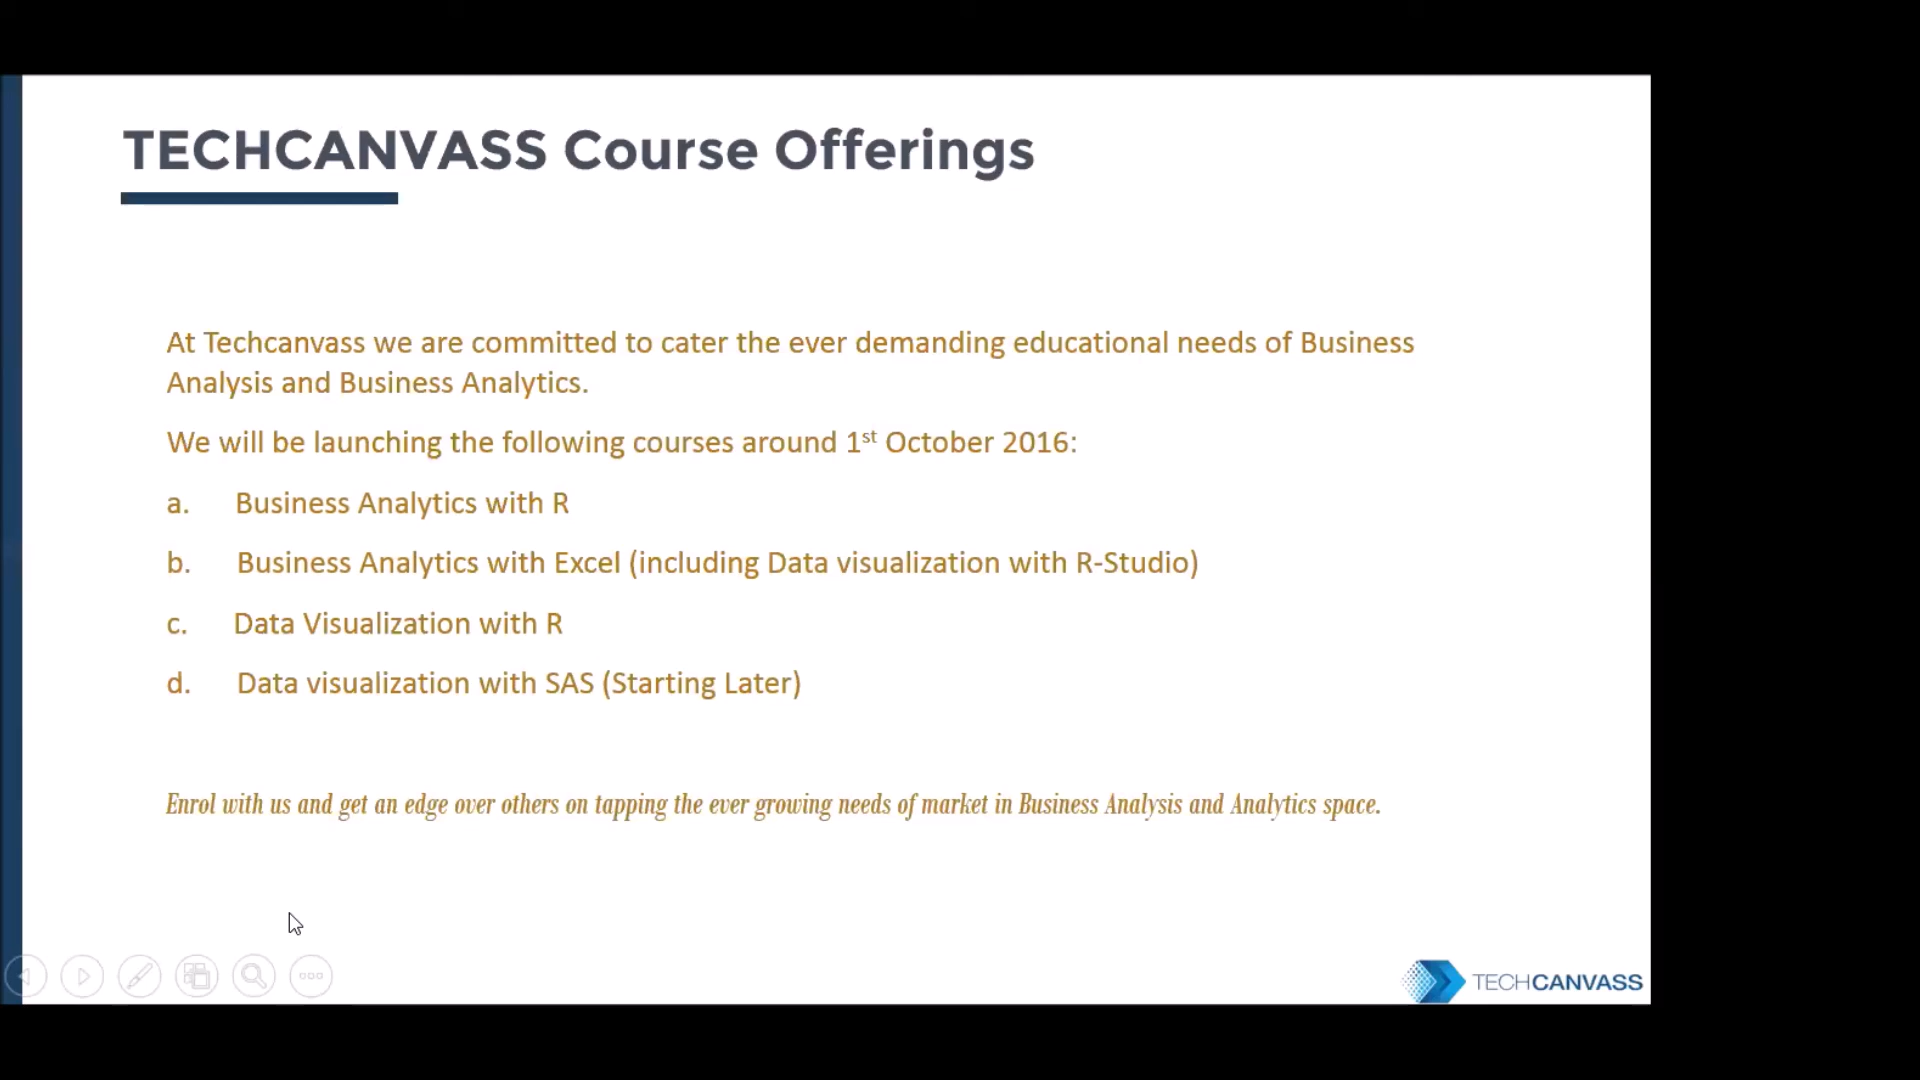 TECHCANVASS Course Offerings
At Techcanvass we are committed to cater the ever demanding educational needs of Business
Analysis and Business Analytics.
We will be launching the following courses around 1st October 2016:
a. Business Analytics with R
b. Business Analytics with Excel (including Data visualization with R-Studio)
c. Data Visualization with R
d. Data visualization with SAS (Starting Later)
Enrol with us and get an edge over others on tapping the ever growing needs of market in Business Analysis and Analytics space.
TECHCANVASS